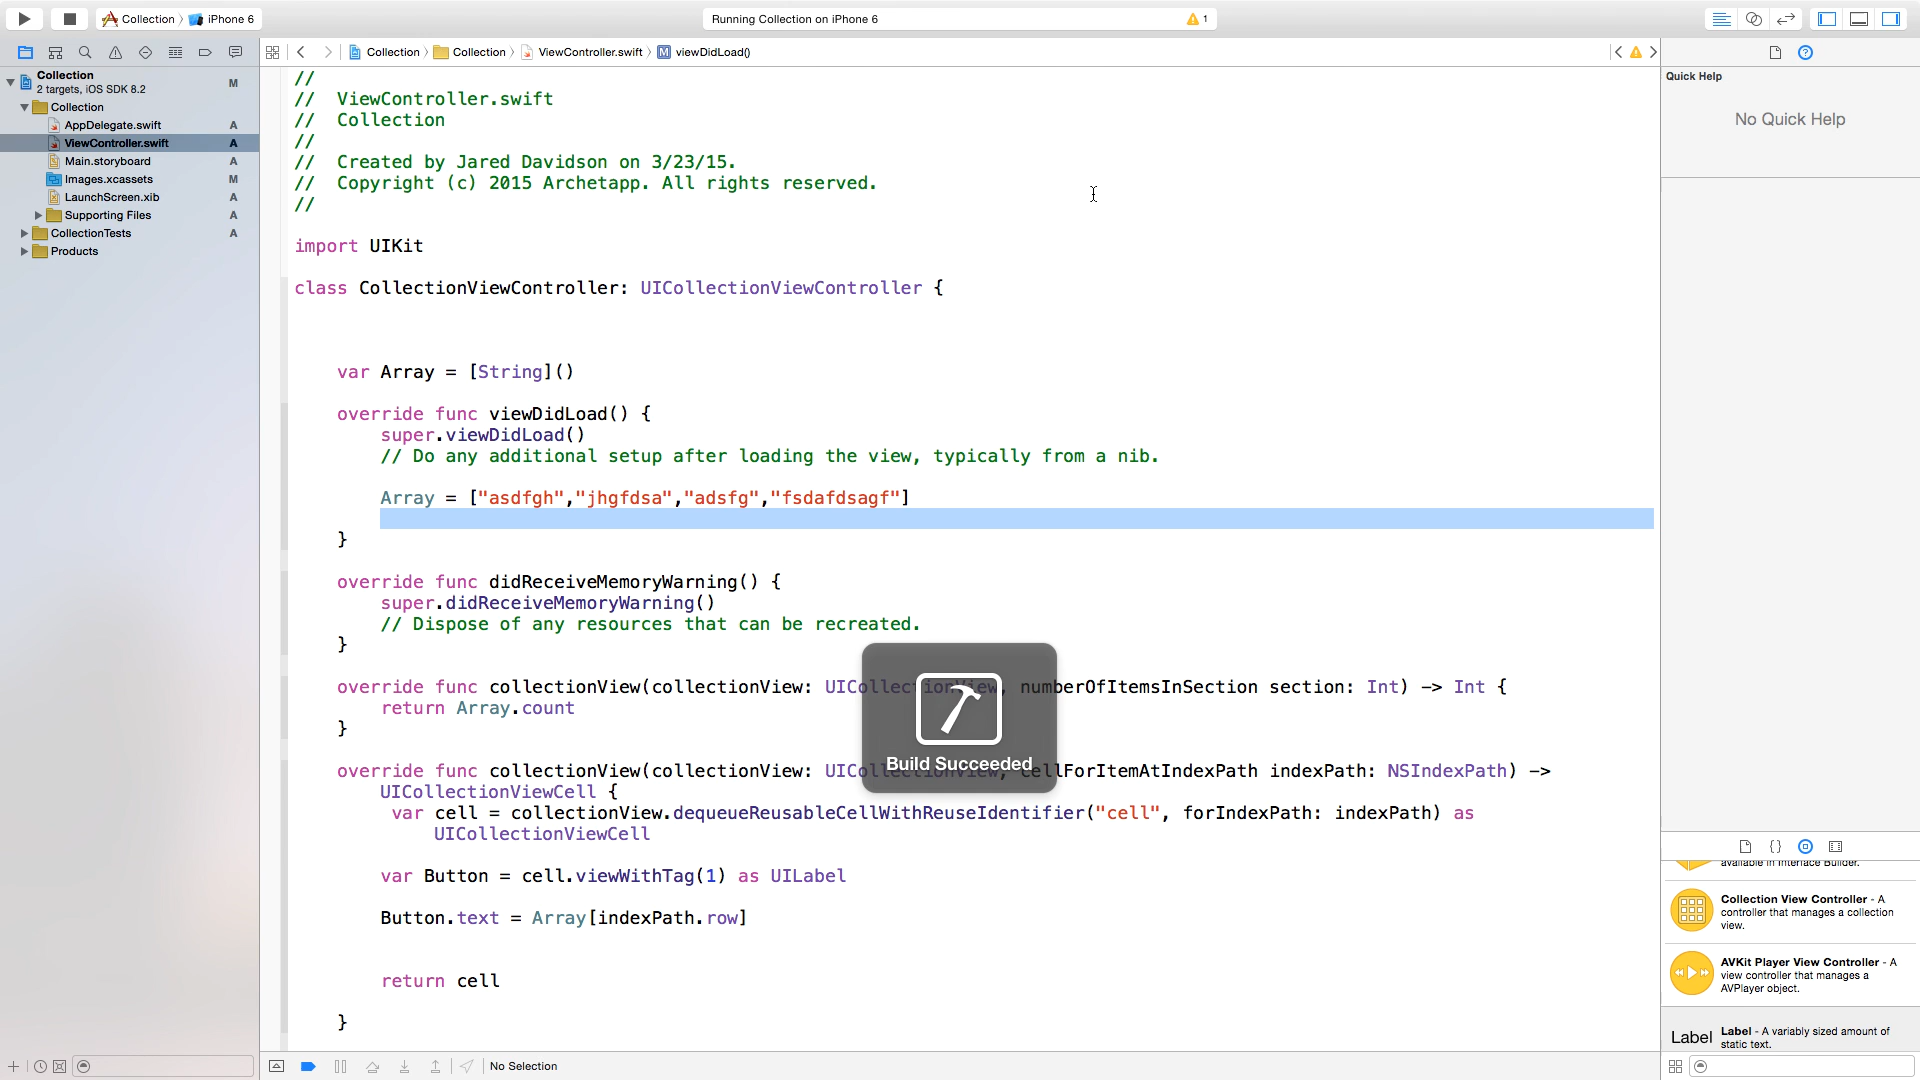 Collection
iPhone 6
Running Collection on iPhone 6
1
Collection
Collection
ViewController.swift
M
viewDidLoad()
Collection
2 targets, iOS SDK 8.2
M
Collection
AppDelegate.swift
A
ViewController.swift
A
Main.storyboard
A
Images.xcassets
M
LaunchScreen.xib
A
Supporting Files
A
CollectionTests
A
Products
//
//  ViewController.swift
//  Collection
//
//  Created by Jared Davidson on 3/23/15.
//  Copyright (c) 2015 Archetapp. All rights reserved.
//
import UIKit
class CollectionViewController: UICollectionViewController {
var Array = [String]()
override func viewDidLoad() {
super.viewDidLoad()
// Do any additional setup after loading the view, typically from a nib.
Array = ["asdfgh","jhgfdsa","adsfg","fsdafdsagf"]
}
override func didReceiveMemoryWarning() {
super.didReceiveMemoryWarning()
// Dispose of any resources that can be recreated.
}
override func collectionView(collectionView: UICollectionView, numberOfItemsInSection section: Int) -> Int {
return Array.count
}
override func collectionView(collectionView: UICollectionView, cellForItemAtIndexPath indexPath: NSIndexPath) ->
UICollectionViewCell {
var cell = collectionView.dequeueReusableCellWithReuseIdentifier("cell", forIndexPath: indexPath) as
UICollectionViewCell
var Button = cell.viewWithTag(1) as UILabel
Button.text = Array[indexPath.row]
return cell
}
Build Succeeded
No Selection
Quick Help
No Quick Help
{}
available in Interface Builder.
Collection View Controller - A
controller that manages a collection
view.
AVKit Player View Controller - A
view controller that manages a
AVPlayer object.
Label
Label - A variably sized amount of
static text.